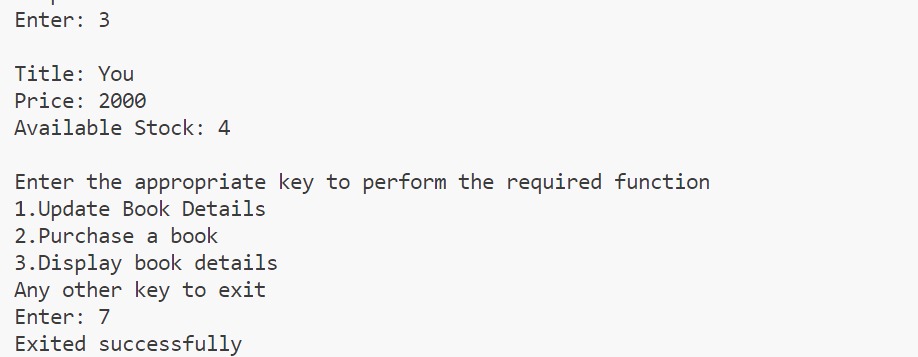 Enter: 3
Title: You
Price: 2000
Available Stock: 4
Enter the appropriate key to perform the required function
1.Update Book Details
2.Purchase a book
3.Display book details
Any other key to exit
Enter: 7
Exited successfully